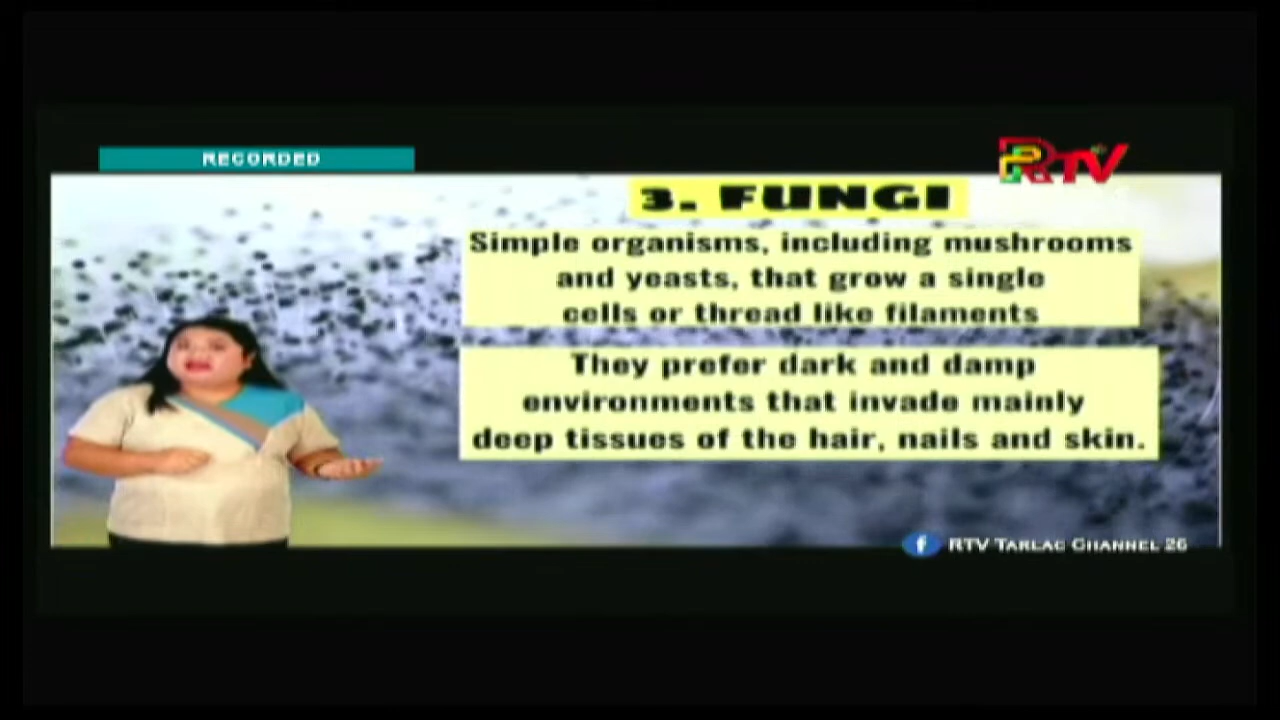 RECORDED
RTV
3. FUNGI
Simple organisms, including mushrooms
and yeasts, that grow a single
cells or thread like filaments
They prefer dark and damp
environments that invade mainly
deep tissues of the hair, nails and skin.
f RTV TARLAC CHANNEL 26